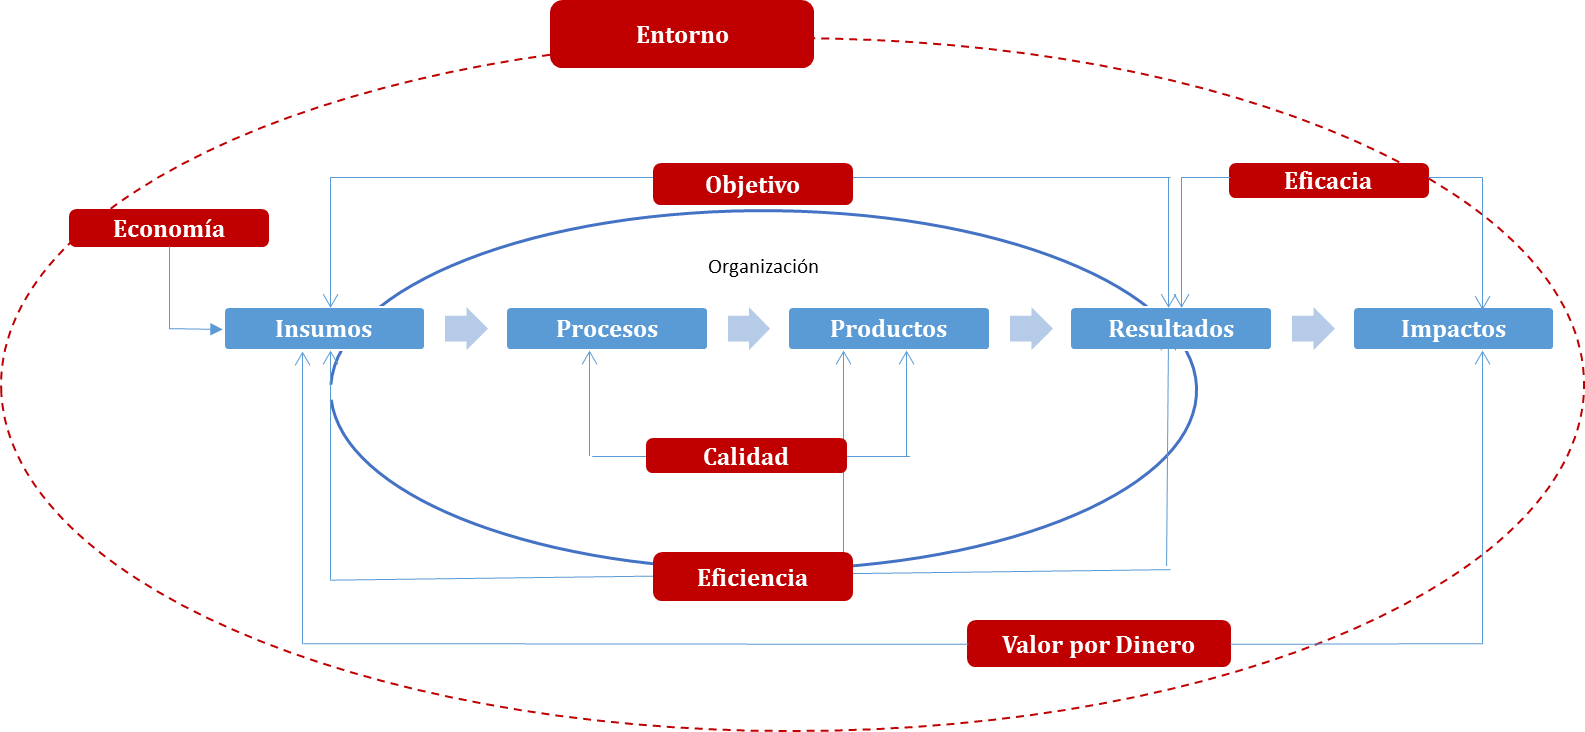 Entorno
Objetivo
Eficacia
Economía
Organización
Insumos
Procesos
Productos
Resultados
Impactos
Calidad
Eficiencia
Valor por Dinero